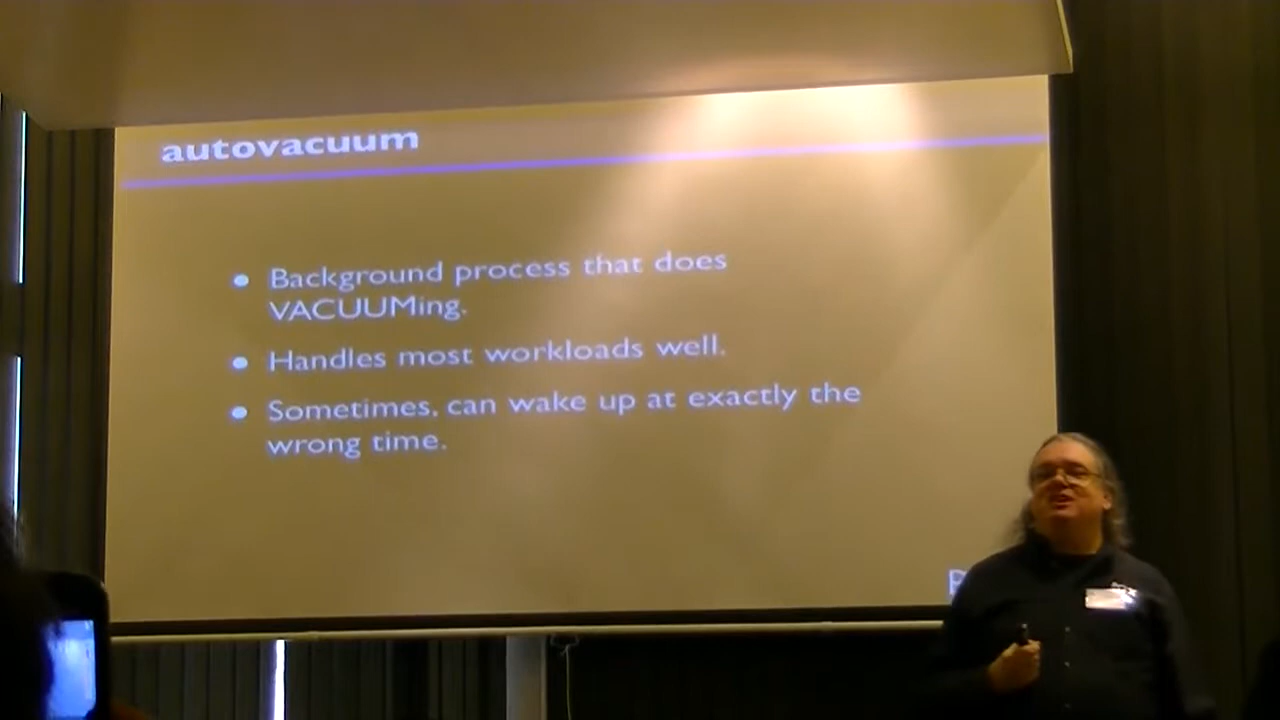 autovacuum
• Background process that does
VACUUMing.
• Handles most workloads well.
• Sometimes, can wake up at exactly the
wrong time.